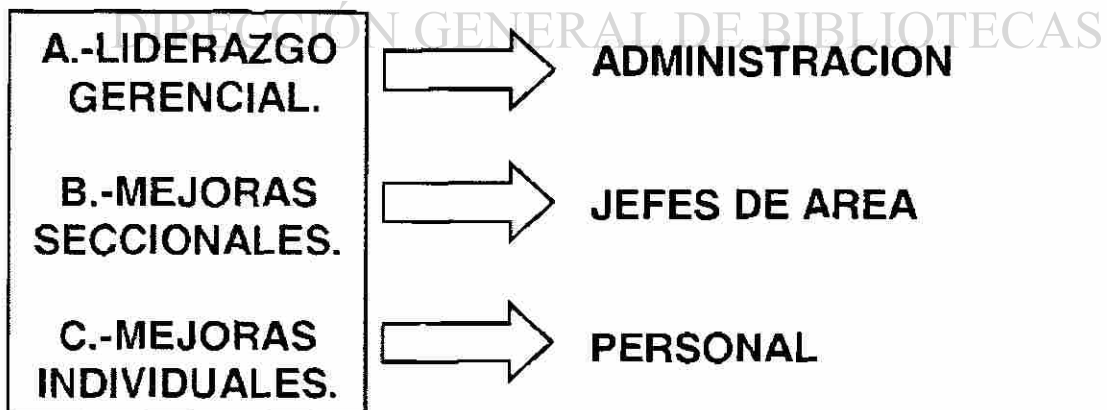 DIRECCIÓN GENERAL DE BIBLIOTECAS
A.-LIDERAZGO
GERENCIAL.
ADMINISTRACION
B.-MEJORAS
SECCIONALES.
JEFES DE AREA
C.-MEJORAS
INDIVIDUALES.
PERSONAL